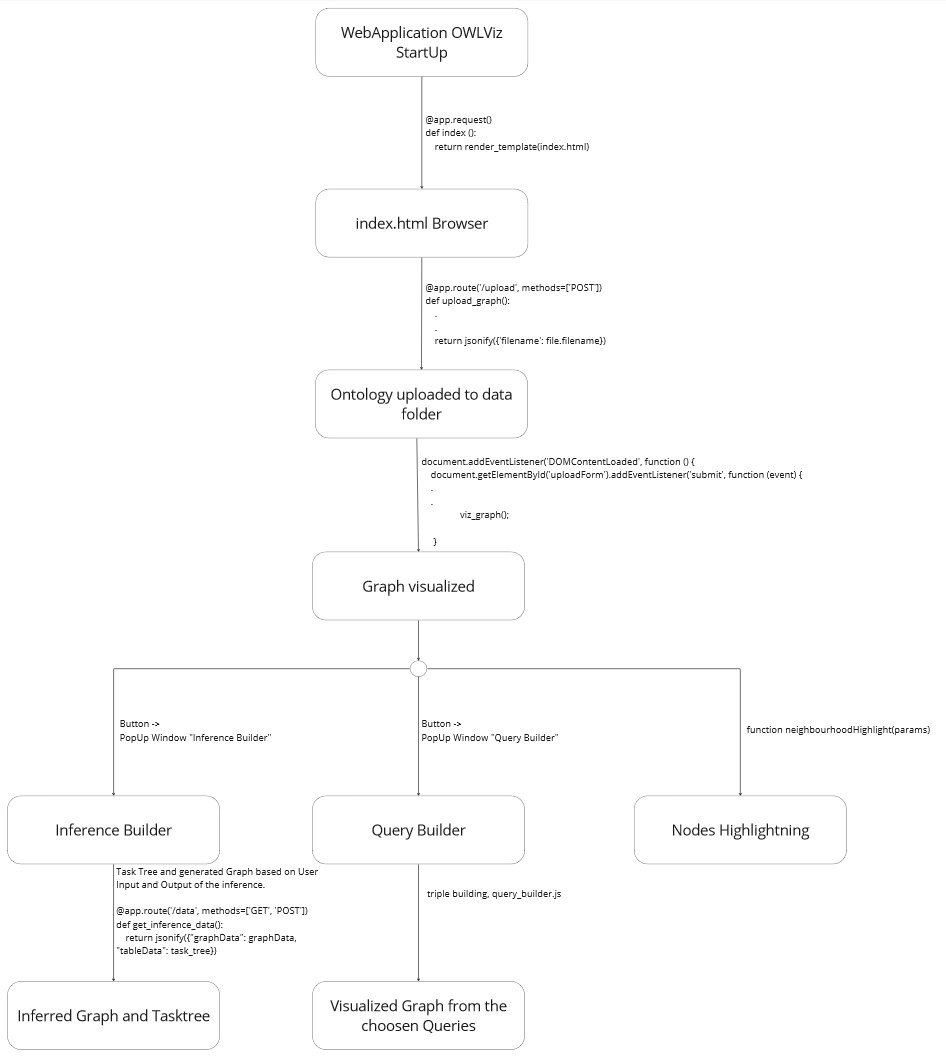 WebApplication OWLViz
StartUp
@app.request()
def index ():
return render_template(index.html)
index.html Browser
@app.route('/upload', methods=['POST'])
def upload_graph():
.
.
return jsonify({'filename': file.filename})
Ontology uploaded to data
folder
document.addEventListener('DOMContentLoaded', function () {
document.getElementById('uploadForm').addEventListener('submit', function (event) {
.
.
viz_graph();
}
Graph visualized
Button ->
PopUp Window "Inference Builder"
Button ->
PopUp Window "Query Builder"
function neighbourhoodHighlight(params)
Inference Builder
Query Builder
Nodes Highlightning
Task Tree and generated Graph based on User
Input and Output of the inference.
@app.route('/data', methods=['GET', 'POST'])
def get_inference_data():
return jsonify({"graphData": graphData,
"tableData": task_tree})
triple building, query_builder.js
Inferred Graph and Tasktree
Visualized Graph from the
choosen Queries